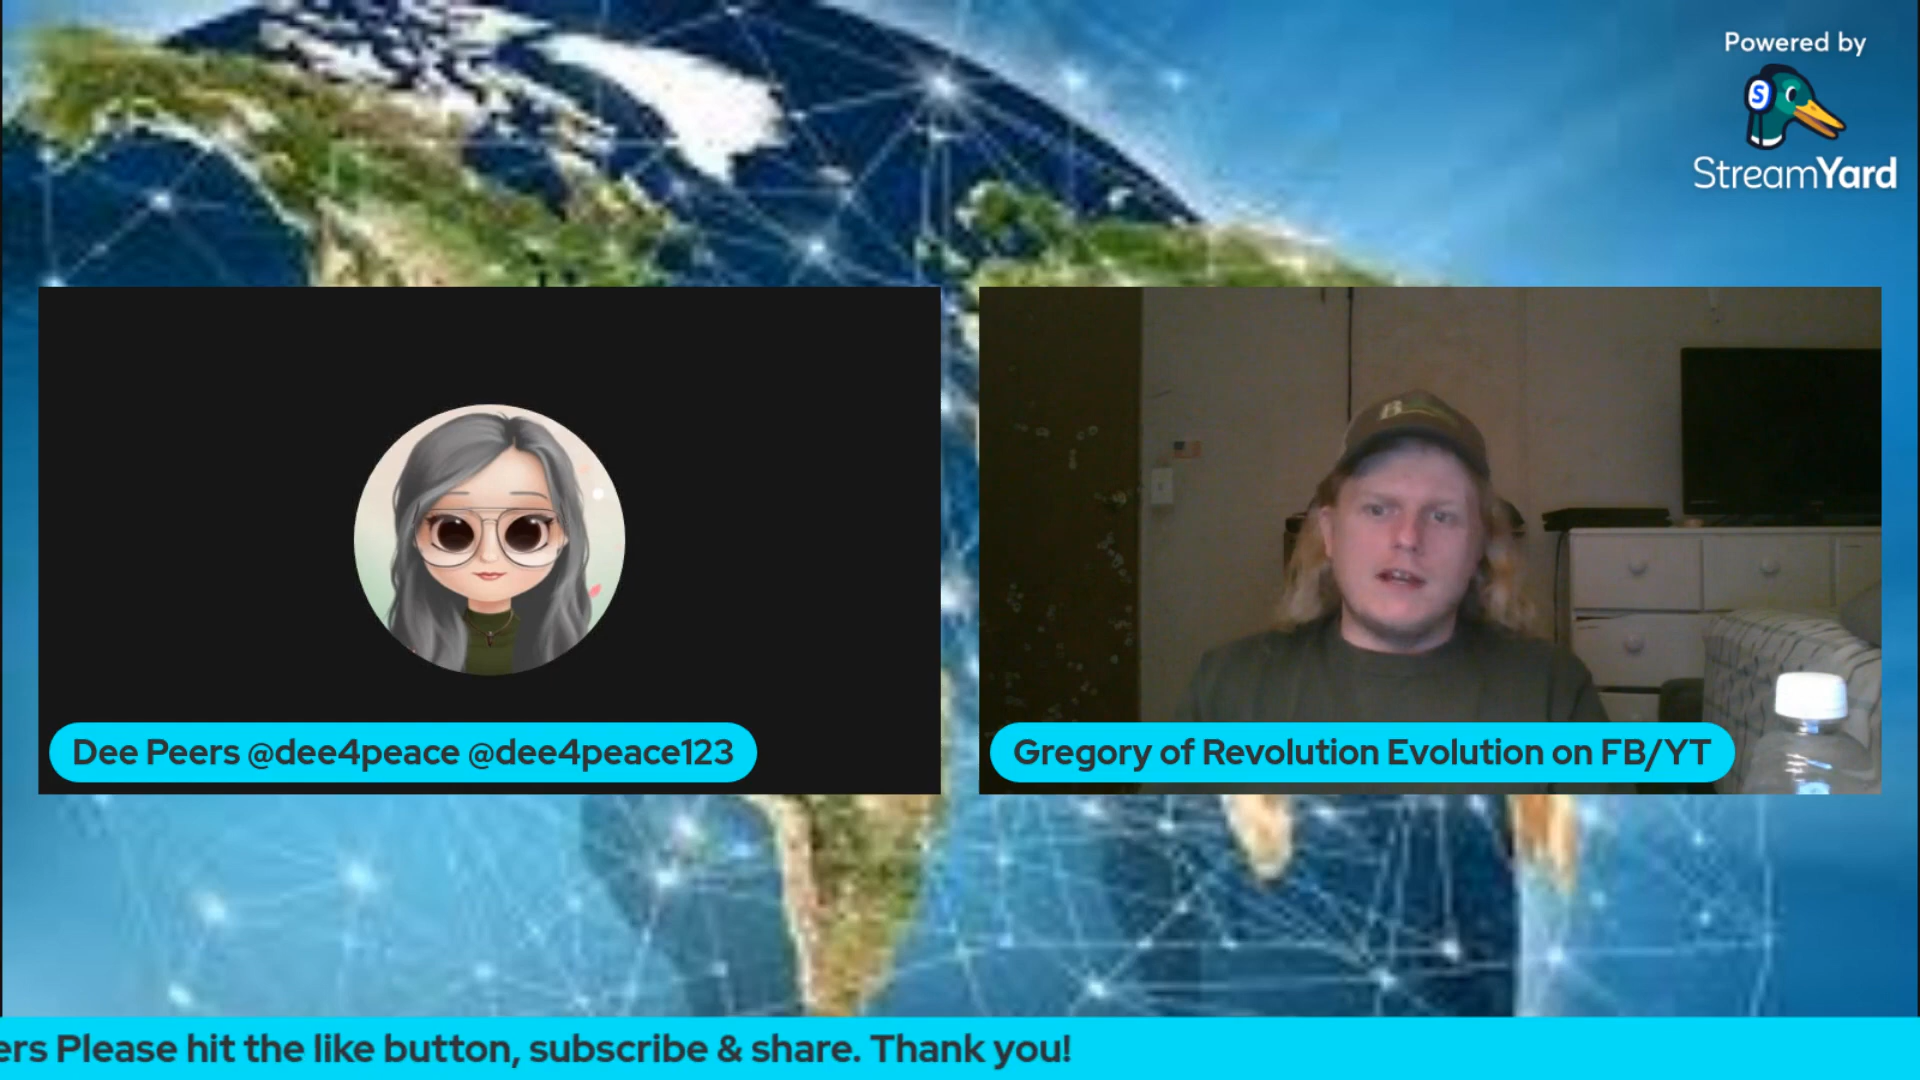 Powered by
S
StreamYard
B
Dee Peers @dee4peace @dee4peace123
Gregory of Revolution Evolution on FB/YT
ers Please hit the like button, subscribe & share. Thank you!